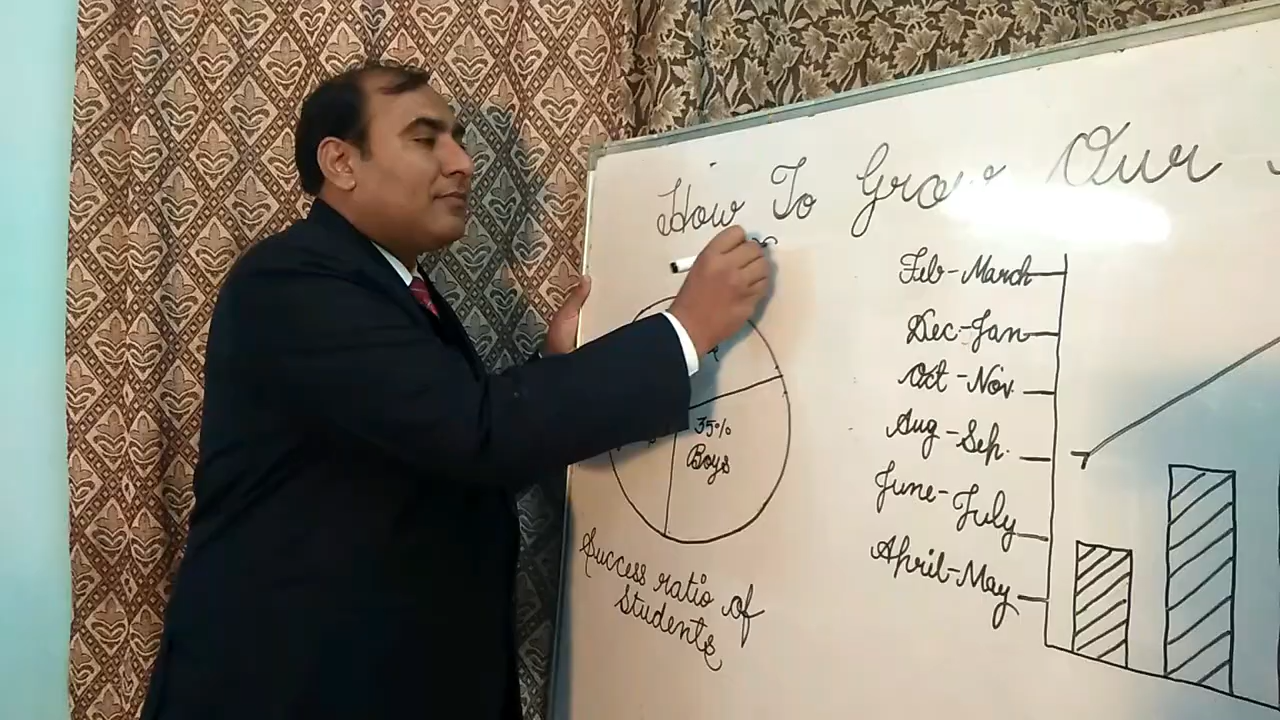 How To Grow Our
35%
Boys
Success ratio of
Students
Feb-March
Dec-Jan
Oct-Nov.
Aug-Sep.
June-July
April-May